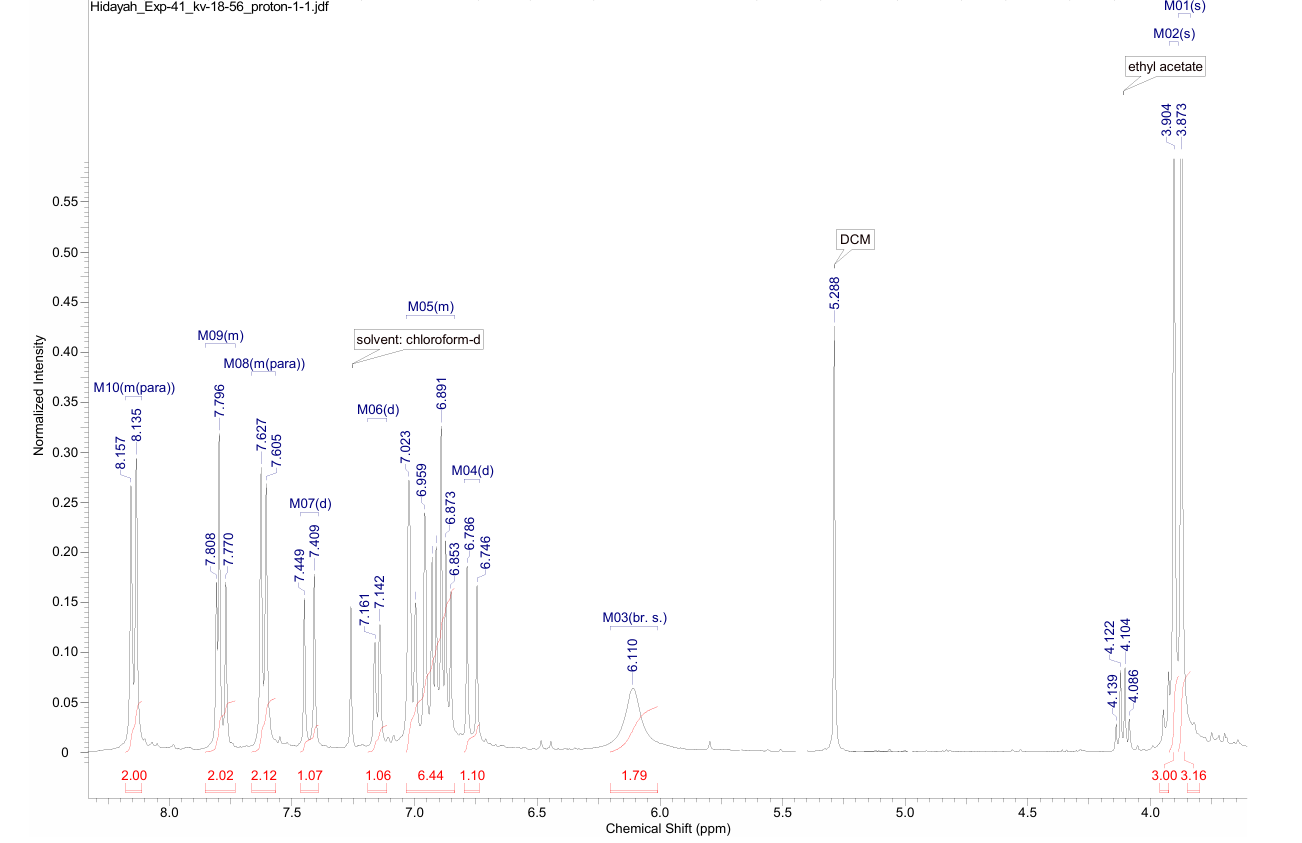 Hidayah_Exp-41_kv-18-56_proton-1-1.jdf
M01(s)
M02(s)
ethyl acetate
3.904
3.873
DCM
5.288
M05(m)
solvent: chloroform-d
M09(m)
M08(m(para))
M10(m(para))
8.157
8.135
7.808
7.796
7.770
7.627
7.605
M07(d)
7.449
7.409
M06(d)
7.161
7.142
7.023
6.959
6.891
6.873
6.853
M04(d)
6.786
6.746
M03(br. s.)
6.110
4.139
4.122
4.104
4.086
Normalized Intensity
0.55
0.50
0.45
0.40
0.35
0.30
0.25
0.20
0.15
0.10
0.05
0
2.00 2.02 2.12 1.07 1.06 6.44 1.10 1.79 3.00 3.16
8.0 7.5 7.0 6.5 6.0 5.5 5.0 4.5 4.0
Chemical Shift (ppm)